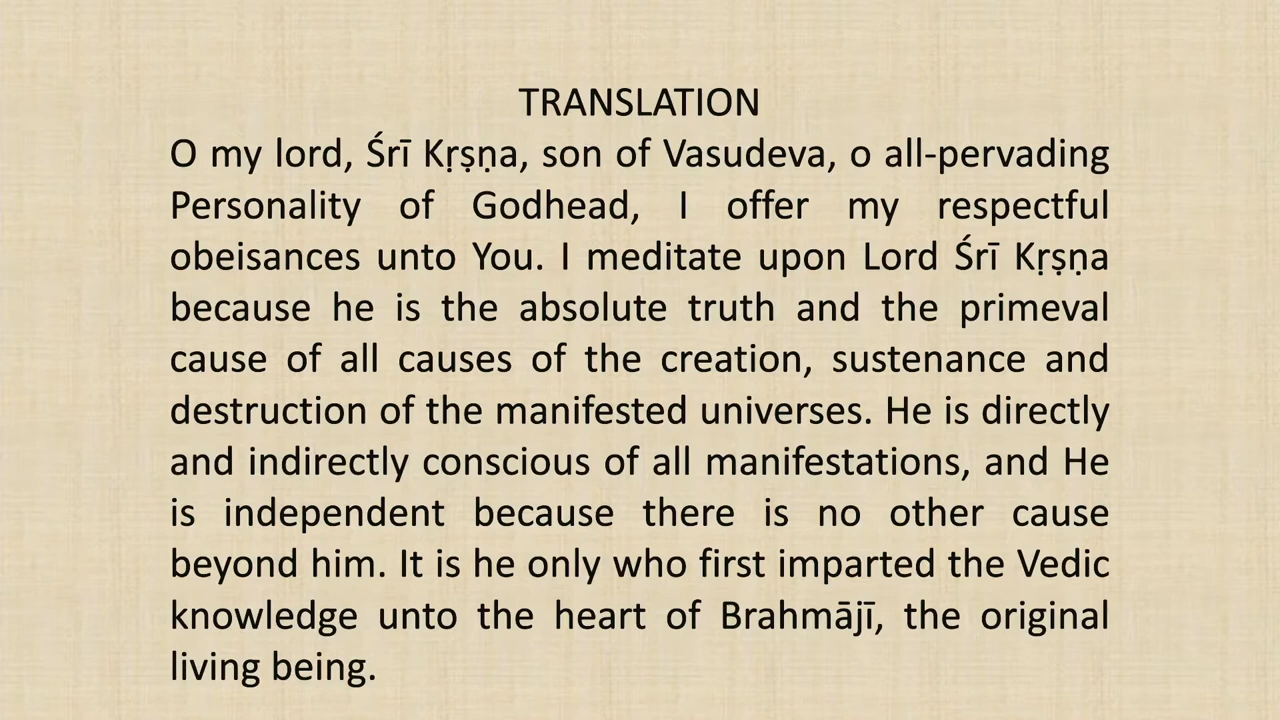 TRANSLATION
O my lord, Śrī Kṛṣṇa, son of Vasudeva, o all-pervading
Personality of Godhead, I offer my respectful
obeisances unto You. I meditate upon Lord Śrī Kṛṣṇa
because he is the absolute truth and the primeval
cause of all causes of the creation, sustenance and
destruction of the manifested universes. He is directly
and indirectly conscious of all manifestations, and He
is independent because there is no other cause
beyond him. It is he only who first imparted the Vedic
knowledge unto the heart of Brahmājī, the original
living being.